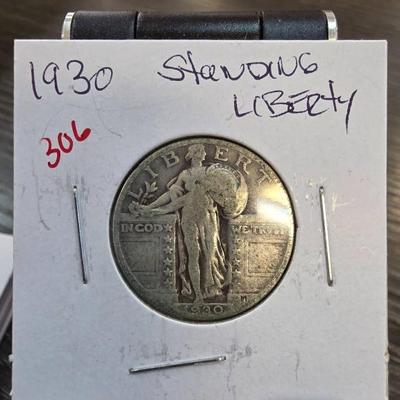 1930 STANDING
LIBERTY
306
LIBERTY
IN GOD WE TRUST
1930